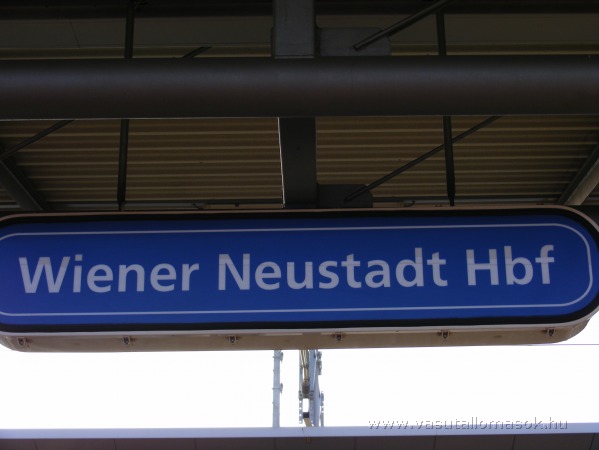 Wiener Neustadt Hbf
www.vasutallomasok.hu